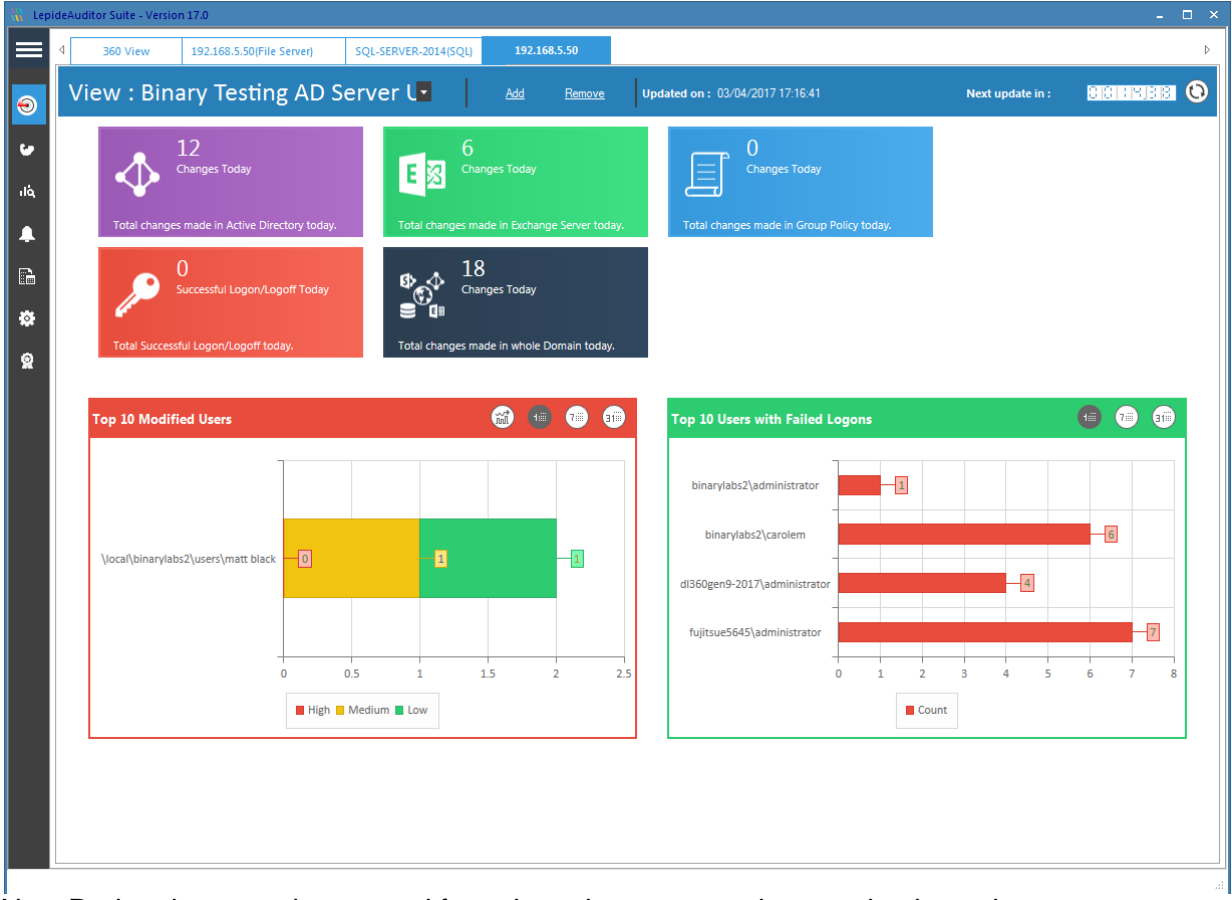 LepideAuditor Suite - Version 17.0
360 View
192.168.5.50(File Server)
SQL-SERVER-2014(SQL)
192.168.5.50
View : Binary Testing AD Server
Add
Remove
Updated on : 03/04/2017 17:16:41
Next update in :
12
Changes Today
Total changes made in Active Directory today.
6
Changes Today
Total changes made in Exchange Server today.
0
Changes Today
Total changes made in Group Policy today.
0
Successful Logon/Logoff Today
Total Successful Logon/Logoff today.
18
Changes Today
Total changes made in whole Domain today.
Top 10 Modified Users
1 7 31
\local\binarylabs2\users\matt black
0 1 1
0 0.5 1 1.5 2 2.5
High Medium Low
Top 10 Users with Failed Logons
1 7 31
binarylabs2\administrator 1
binarylabs2\carolem 6
dl360gen9-2017\administrator 4
fujitsue5645\administrator 7
0 1 2 3 4 5 6 7 8
Count